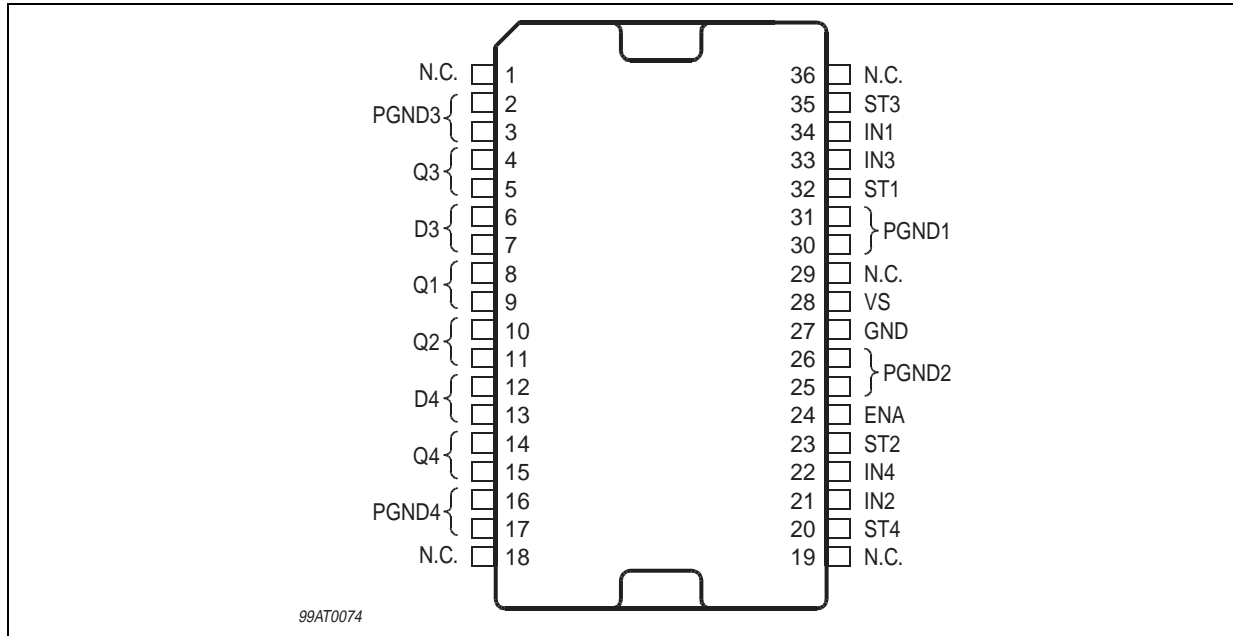 N.C. 1 36 N.C.
PGND3 2 35 ST3
3 34 IN1
Q3 4 33 IN3
5 32 ST1
D3 6 31 PGND1
7 30
Q1 8 29 N.C.
9 28 VS
Q2 10 27 GND
11 26 PGND2
D4 12 25
13 24 ENA
Q4 14 23 ST2
15 22 IN4
PGND4 16 21 IN2
17 20 ST4
N.C. 18 19 N.C.
99AT0074